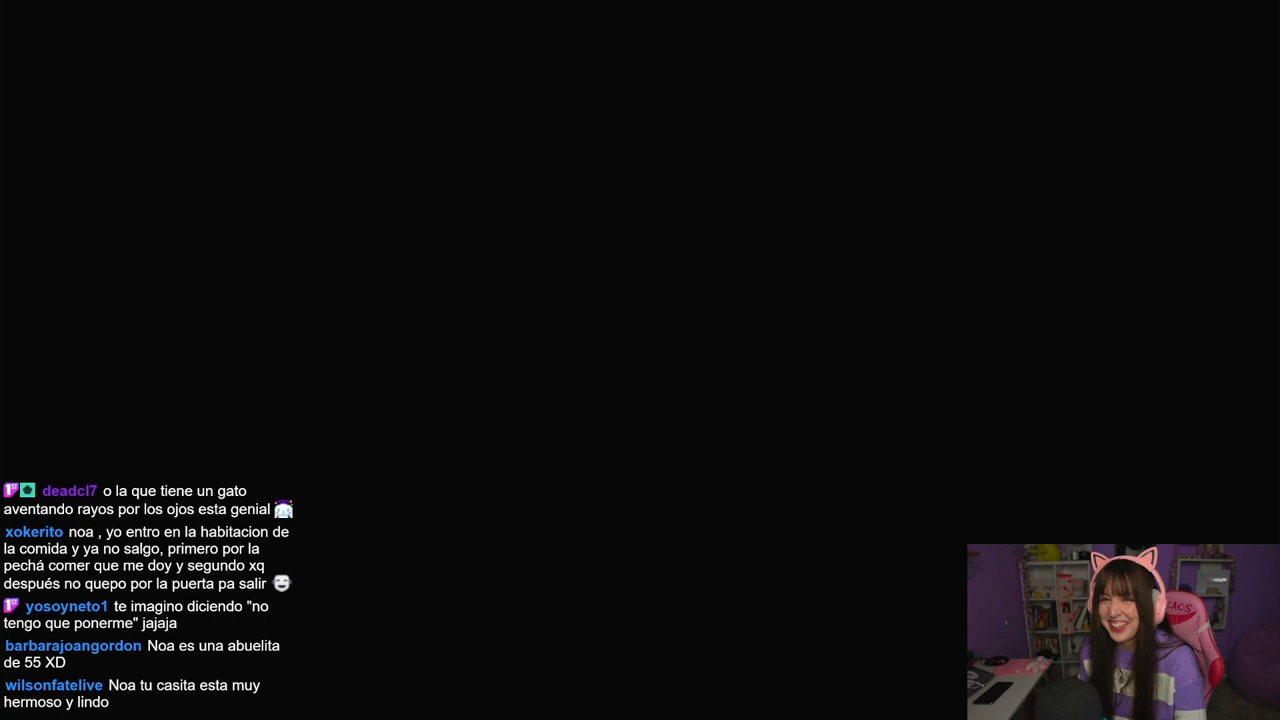 deadcl7 o la que tiene un gato
aventando rayos por los ojos esta genial
xokerito noa , yo entro en la habitacion de
la comida y ya no salgo, primero por la
pechá comer que me doy y segundo xq
después no quepo por la puerta pa salir
yosoyneto1 te imagino diciendo "no
tengo que ponerme" jajaja
barbarajoangordon Noa es una abuelita
de 55 XD
wilsonfatelive Noa tu casita esta muy
hermoso y lindo